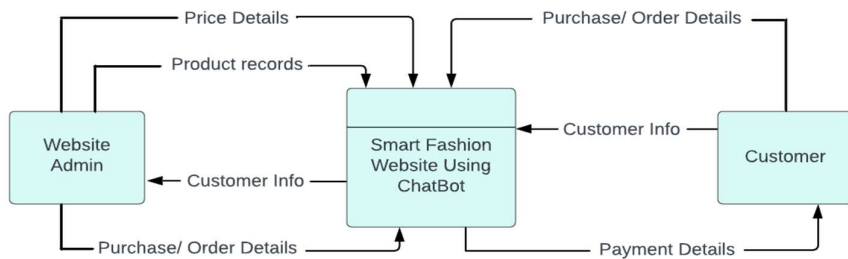 Price Details
Purchase/ Order Details
Product records
Website
Admin
Smart Fashion
Website Using
ChatBot
Customer Info
Customer
Customer Info
Purchase/ Order Details
Payment Details